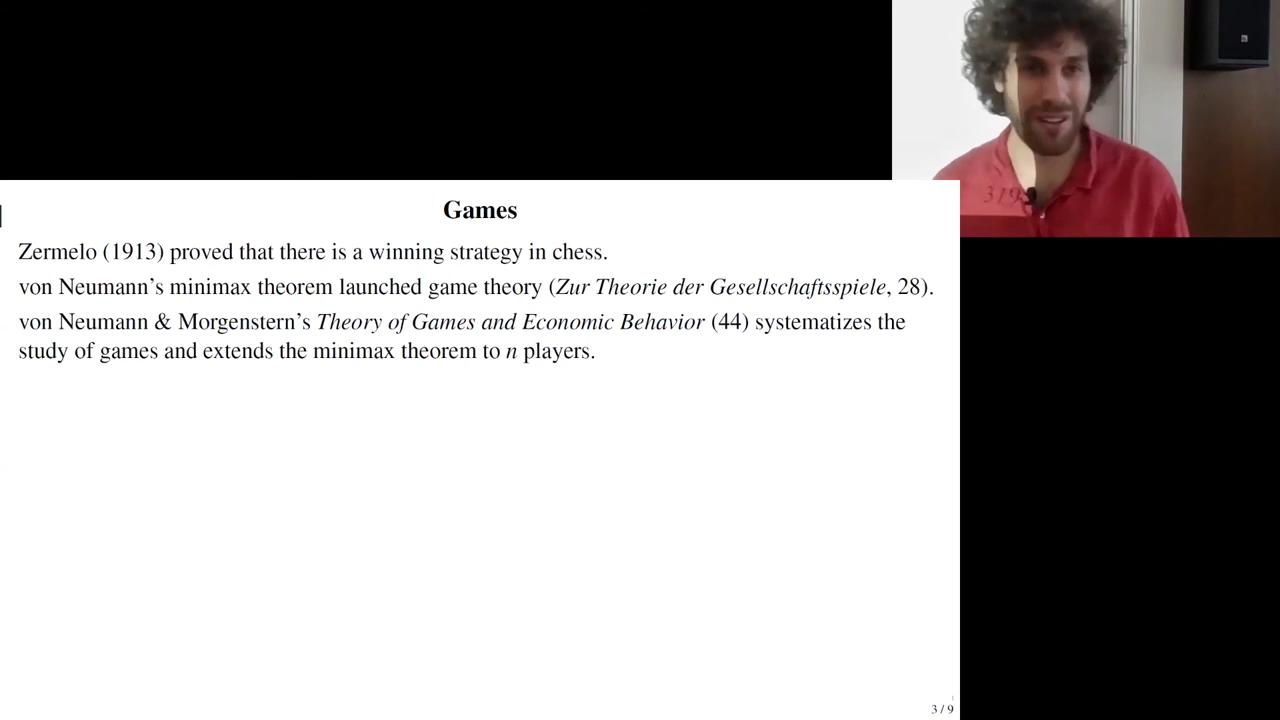 Games
Zermelo (1913) proved that there is a winning strategy in chess.
von Neumann’s minimax theorem launched game theory (Zur Theorie der Gesellschaftsspiele, 28).
von Neumann & Morgenstern’s Theory of Games and Economic Behavior (44) systematizes the
study of games and extends the minimax theorem to n players.
3 / 9